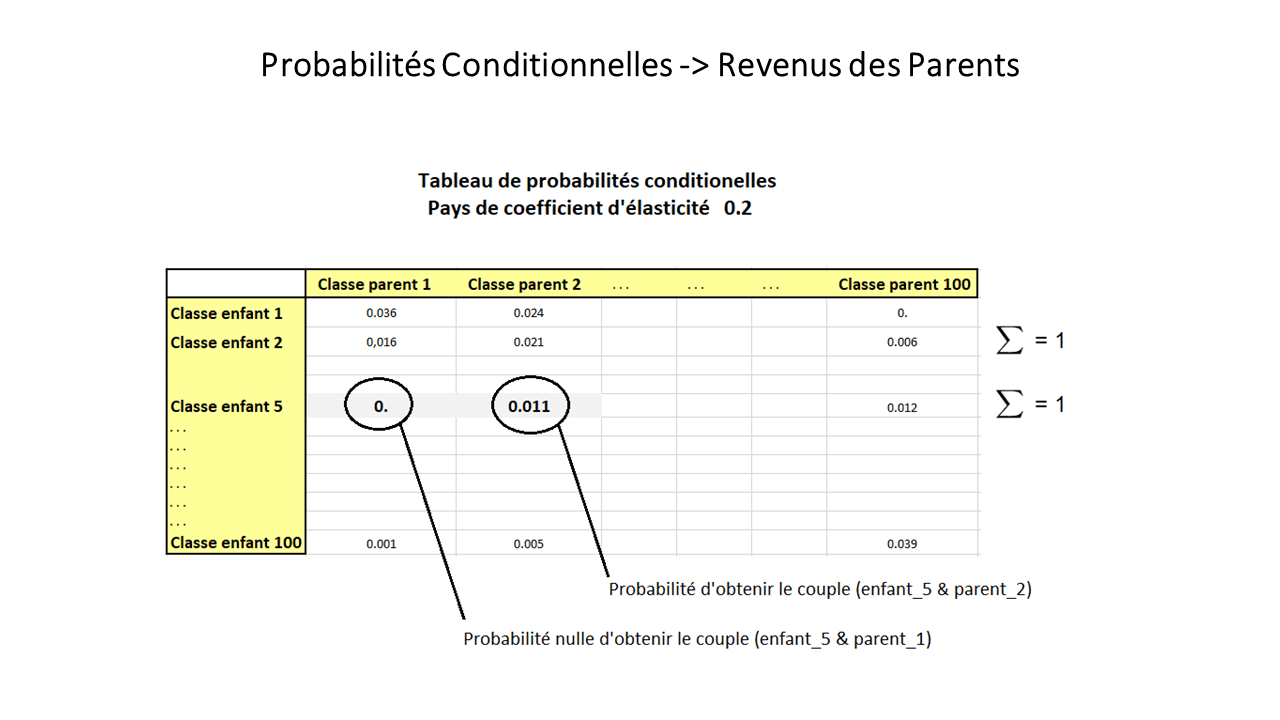 Probabilités Conditionnelles -> Revenus des Parents
Tableau de probabilités conditionelles
Pays de coefficient d'élasticité 0.2
Classe parent 1 Classe parent 2 ... ... ... Classe parent 100
Classe enfant 1 0.036 0.024 0.
Classe enfant 2 0,016 0.021 0.006 ∑ = 1
Classe enfant 5 0. 0.011 0.012 ∑ = 1
...
...
...
...
...
...
Classe enfant 100 0.001 0.005 0.039
Probabilité d'obtenir le couple (enfant_5 & parent_2)
Probabilité nulle d'obtenir le couple (enfant_5 & parent_1)